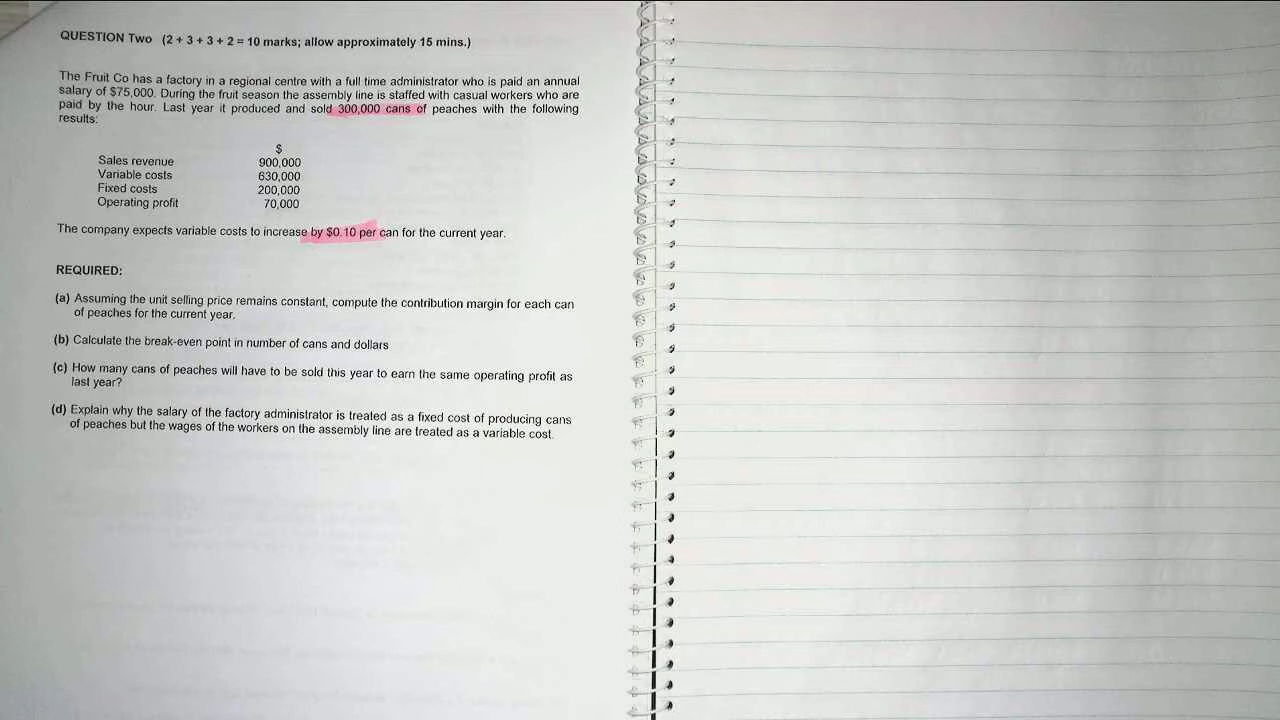 QUESTION Two (2 + 3 + 3 + 2 = 10 marks; allow approximately 15 mins.)
The Fruit Co has a factory in a regional centre with a full time administrator who is paid an annual
salary of $75,000. During the fruit season the assembly line is staffed with casual workers who are
paid by the hour. Last year it produced and sold 300,000 cans of peaches with the following
results:
$
Sales revenue 900,000
Variable costs 630,000
Fixed costs 200,000
Operating profit 70,000
The company expects variable costs to increase by $0.10 per can for the current year.
REQUIRED:
(a) Assuming the unit selling price remains constant, compute the contribution margin for each can
of peaches for the current year.
(b) Calculate the break-even point in number of cans and dollars
(c) How many cans of peaches will have to be sold this year to earn the same operating profit as
last year?
(d) Explain why the salary of the factory administrator is treated as a fixed cost of producing cans
of peaches but the wages of the workers on the assembly line are treated as a variable cost.